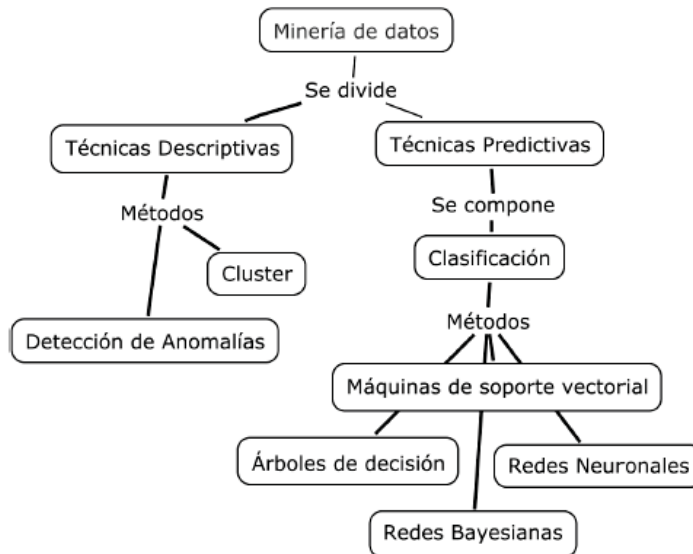 Minería de datos
Se divide
Técnicas Descriptivas
Técnicas Predictivas
Métodos
Se compone
Cluster
Clasificación
Detección de Anomalías
Métodos
Máquinas de soporte vectorial
Árboles de decisión
Redes Neuronales
Redes Bayesianas